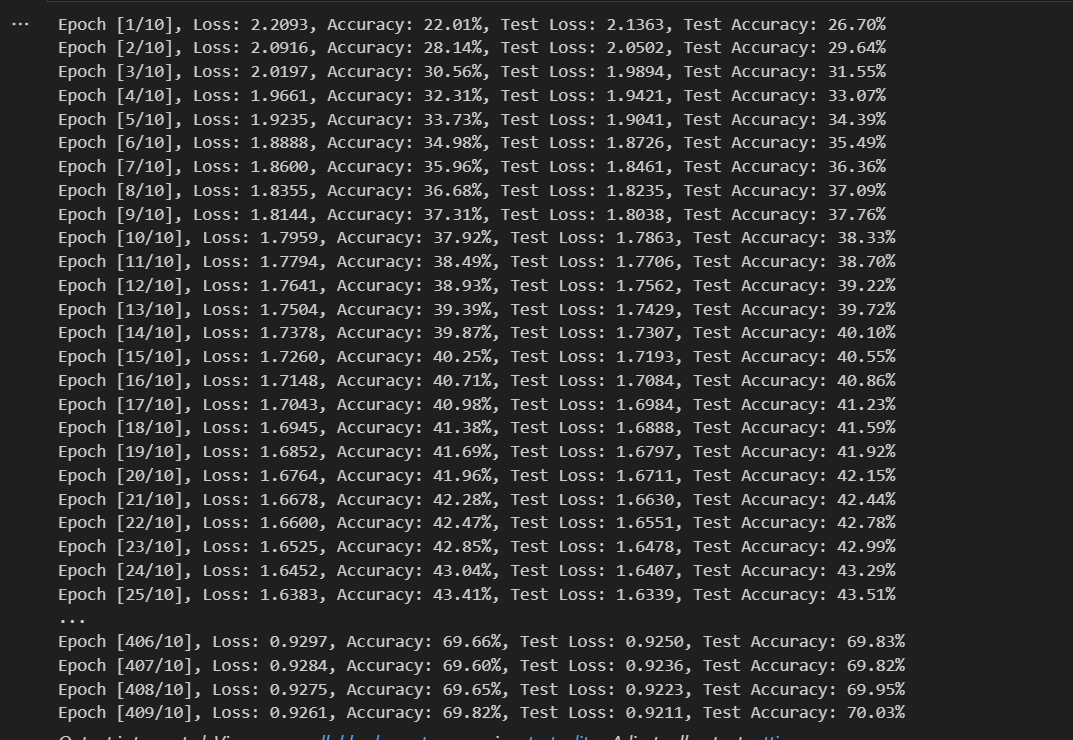 Epoch [1/10], Loss: 2.2093, Accuracy: 22.01%, Test Loss: 2.1363, Test Accuracy: 26.70%
Epoch [2/10], Loss: 2.0916, Accuracy: 28.14%, Test Loss: 2.0502, Test Accuracy: 29.64%
Epoch [3/10], Loss: 2.0197, Accuracy: 30.56%, Test Loss: 1.9894, Test Accuracy: 31.55%
Epoch [4/10], Loss: 1.9661, Accuracy: 32.31%, Test Loss: 1.9421, Test Accuracy: 33.07%
Epoch [5/10], Loss: 1.9235, Accuracy: 33.73%, Test Loss: 1.9041, Test Accuracy: 34.39%
Epoch [6/10], Loss: 1.8888, Accuracy: 34.98%, Test Loss: 1.8726, Test Accuracy: 35.49%
Epoch [7/10], Loss: 1.8600, Accuracy: 35.96%, Test Loss: 1.8461, Test Accuracy: 36.36%
Epoch [8/10], Loss: 1.8355, Accuracy: 36.68%, Test Loss: 1.8235, Test Accuracy: 37.09%
Epoch [9/10], Loss: 1.8144, Accuracy: 37.31%, Test Loss: 1.8038, Test Accuracy: 37.76%
Epoch [10/10], Loss: 1.7959, Accuracy: 37.92%, Test Loss: 1.7863, Test Accuracy: 38.33%
Epoch [11/10], Loss: 1.7794, Accuracy: 38.49%, Test Loss: 1.7706, Test Accuracy: 38.70%
Epoch [12/10], Loss: 1.7641, Accuracy: 38.93%, Test Loss: 1.7562, Test Accuracy: 39.22%
Epoch [13/10], Loss: 1.7504, Accuracy: 39.39%, Test Loss: 1.7429, Test Accuracy: 39.72%
Epoch [14/10], Loss: 1.7378, Accuracy: 39.87%, Test Loss: 1.7307, Test Accuracy: 40.10%
Epoch [15/10], Loss: 1.7260, Accuracy: 40.25%, Test Loss: 1.7193, Test Accuracy: 40.55%
Epoch [16/10], Loss: 1.7148, Accuracy: 40.71%, Test Loss: 1.7084, Test Accuracy: 40.86%
Epoch [17/10], Loss: 1.7043, Accuracy: 40.98%, Test Loss: 1.6984, Test Accuracy: 41.23%
Epoch [18/10], Loss: 1.6945, Accuracy: 41.38%, Test Loss: 1.6888, Test Accuracy: 41.59%
Epoch [19/10], Loss: 1.6852, Accuracy: 41.69%, Test Loss: 1.6797, Test Accuracy: 41.92%
Epoch [20/10], Loss: 1.6764, Accuracy: 41.96%, Test Loss: 1.6711, Test Accuracy: 42.15%
Epoch [21/10], Loss: 1.6678, Accuracy: 42.28%, Test Loss: 1.6630, Test Accuracy: 42.44%
Epoch [22/10], Loss: 1.6600, Accuracy: 42.47%, Test Loss: 1.6551, Test Accuracy: 42.78%
Epoch [23/10], Loss: 1.6525, Accuracy: 42.85%, Test Loss: 1.6478, Test Accuracy: 42.99%
Epoch [24/10], Loss: 1.6452, Accuracy: 43.04%, Test Loss: 1.6407, Test Accuracy: 43.29%
Epoch [25/10], Loss: 1.6383, Accuracy: 43.41%, Test Loss: 1.6339, Test Accuracy: 43.51%
...
Epoch [406/10], Loss: 0.9297, Accuracy: 69.66%, Test Loss: 0.9250, Test Accuracy: 69.83%
Epoch [407/10], Loss: 0.9284, Accuracy: 69.60%, Test Loss: 0.9236, Test Accuracy: 69.82%
Epoch [408/10], Loss: 0.9275, Accuracy: 69.65%, Test Loss: 0.9223, Test Accuracy: 69.95%
Epoch [409/10], Loss: 0.9261, Accuracy: 69.82%, Test Loss: 0.9211, Test Accuracy: 70.03%